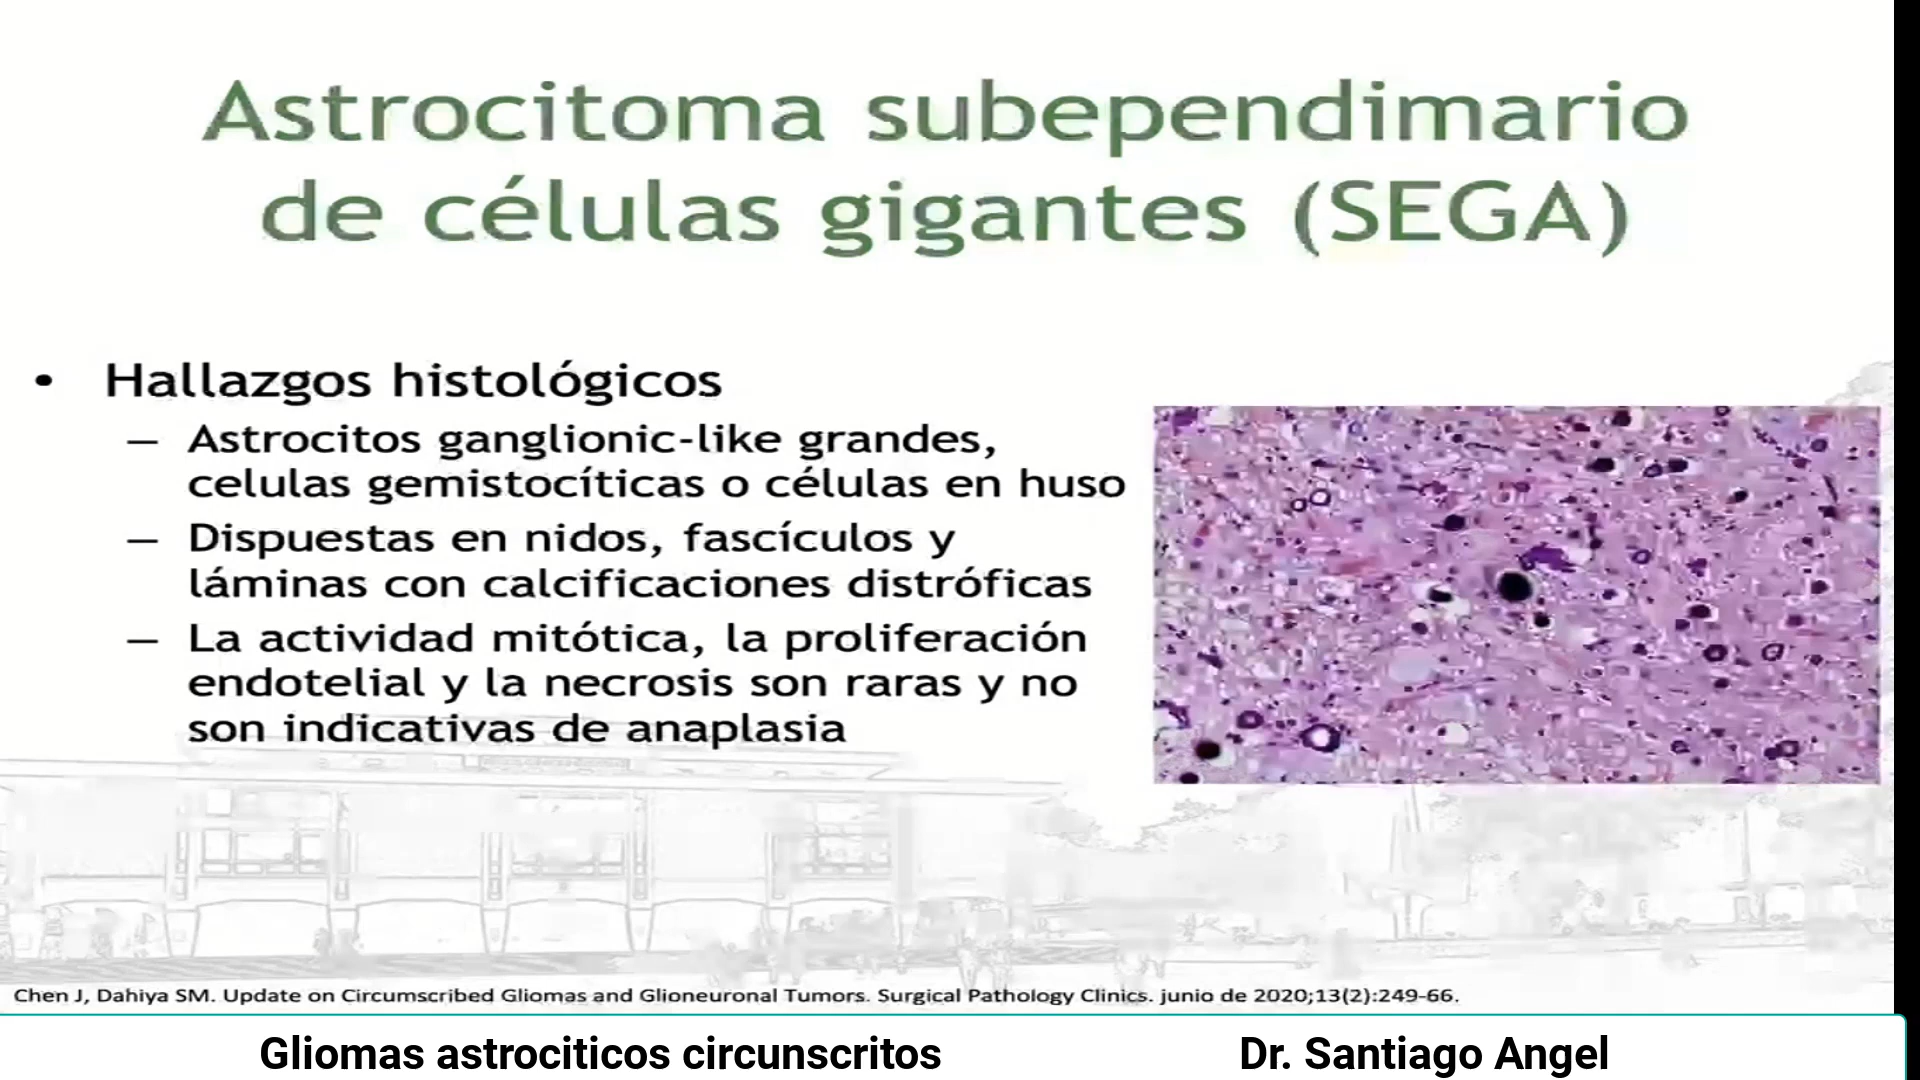 Astrocitoma subependimario
de células gigantes (SEGA)
• Hallazgos histológicos
– Astrocitos ganglionic-like grandes,
celulas gemistocíticas o células en huso
– Dispuestas en nidos, fascículos y
láminas con calcificaciones distróficas
– La actividad mitótica, la proliferación
endotelial y la necrosis son raras y no
son indicativas de anaplasia
Chen J, Dahiya SM. Update on Circumscribed Gliomas and Glioneuronal Tumors. Surgical Pathology Clinics. junio de 2020;13(2):249-66.
Gliomas astrociticos circunscritos
Dr. Santiago Angel